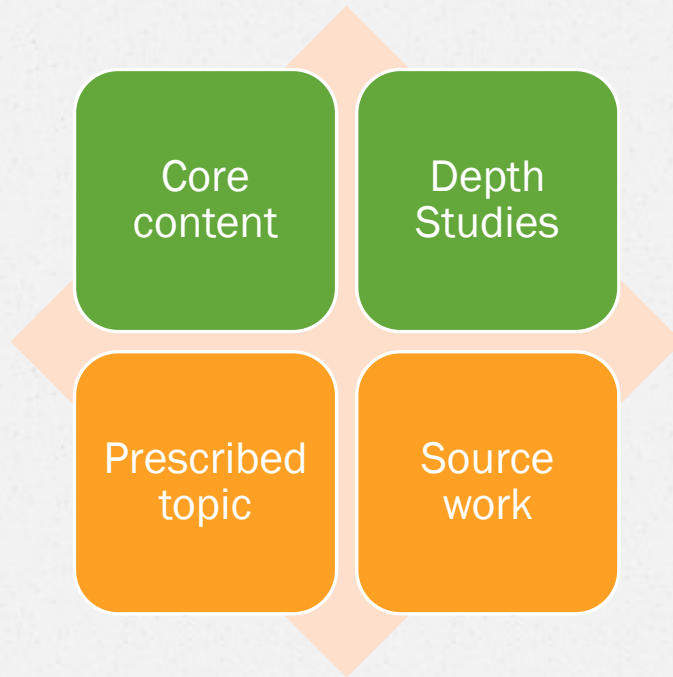 Core
content
Depth
Studies
Prescribed
topic
Source
work